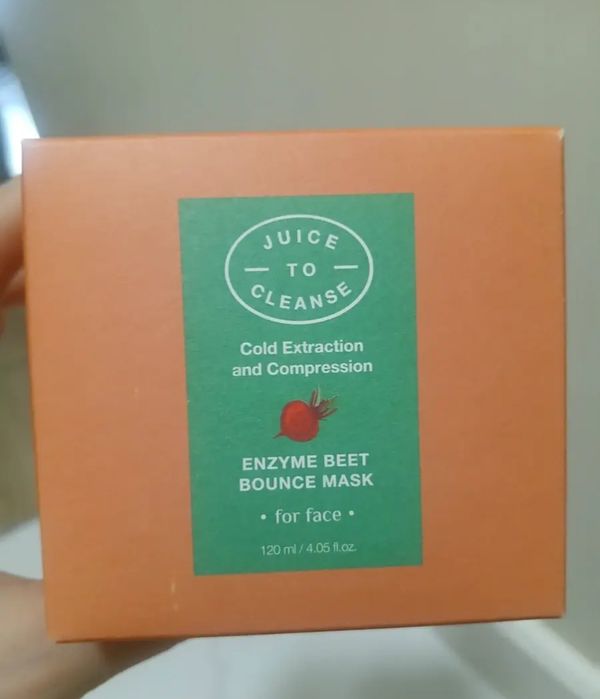 JUICE
TO
CLEANSE
Cold Extraction
and Compression
ENZYME BEET
BOUNCE MASK
• for face •
120 ml / 4.05 fl.oz.